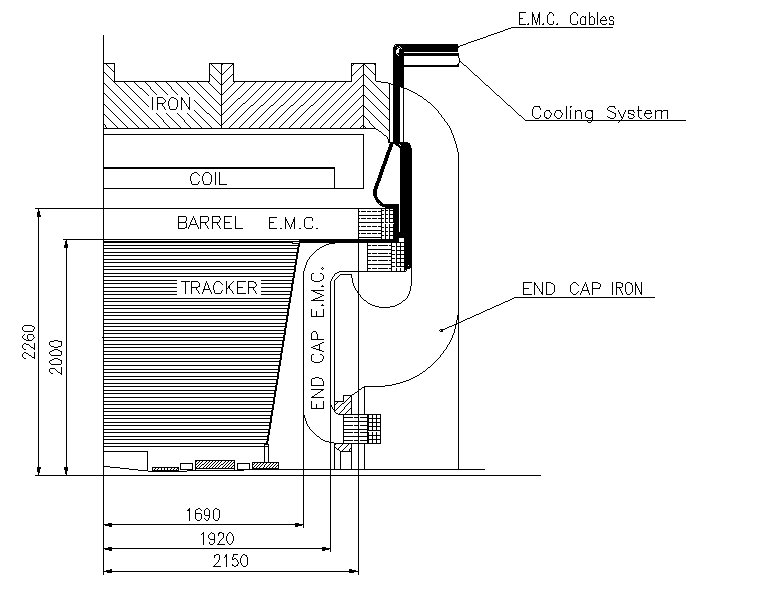 E.M.C. Cables
Cooling System
IRON
COIL
BARREL E.M.C.
TRACKER
END CAP E.M.C.
END CAP IRON
2260
2000
1690
1920
2150